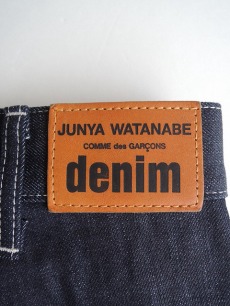 JUNYA WATANABE
COMME des GARÇONS
denim